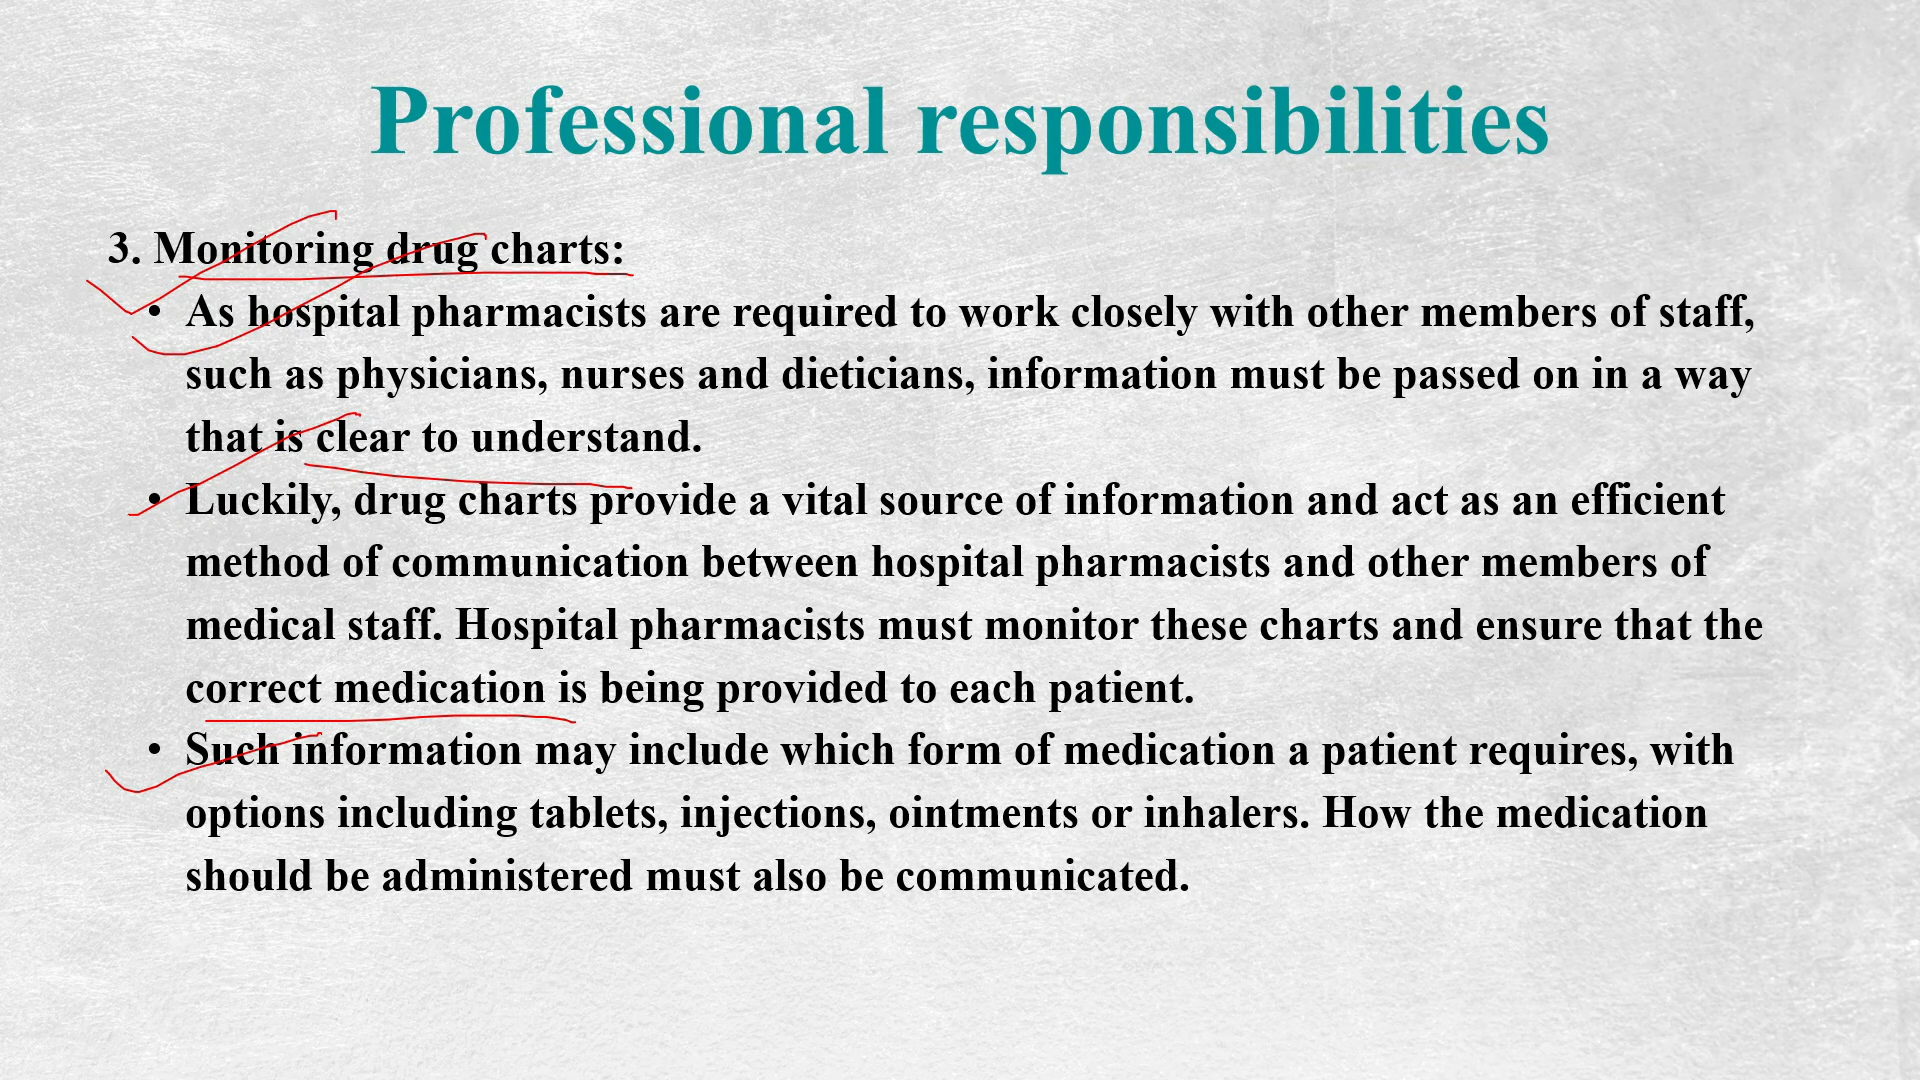 Professional responsibilities
3. Monitoring drug charts:
• As hospital pharmacists are required to work closely with other members of staff,
such as physicians, nurses and dieticians, information must be passed on in a way
that is clear to understand.
• Luckily, drug charts provide a vital source of information and act as an efficient
method of communication between hospital pharmacists and other members of
medical staff. Hospital pharmacists must monitor these charts and ensure that the
correct medication is being provided to each patient.
• Such information may include which form of medication a patient requires, with
options including tablets, injections, ointments or inhalers. How the medication
should be administered must also be communicated.